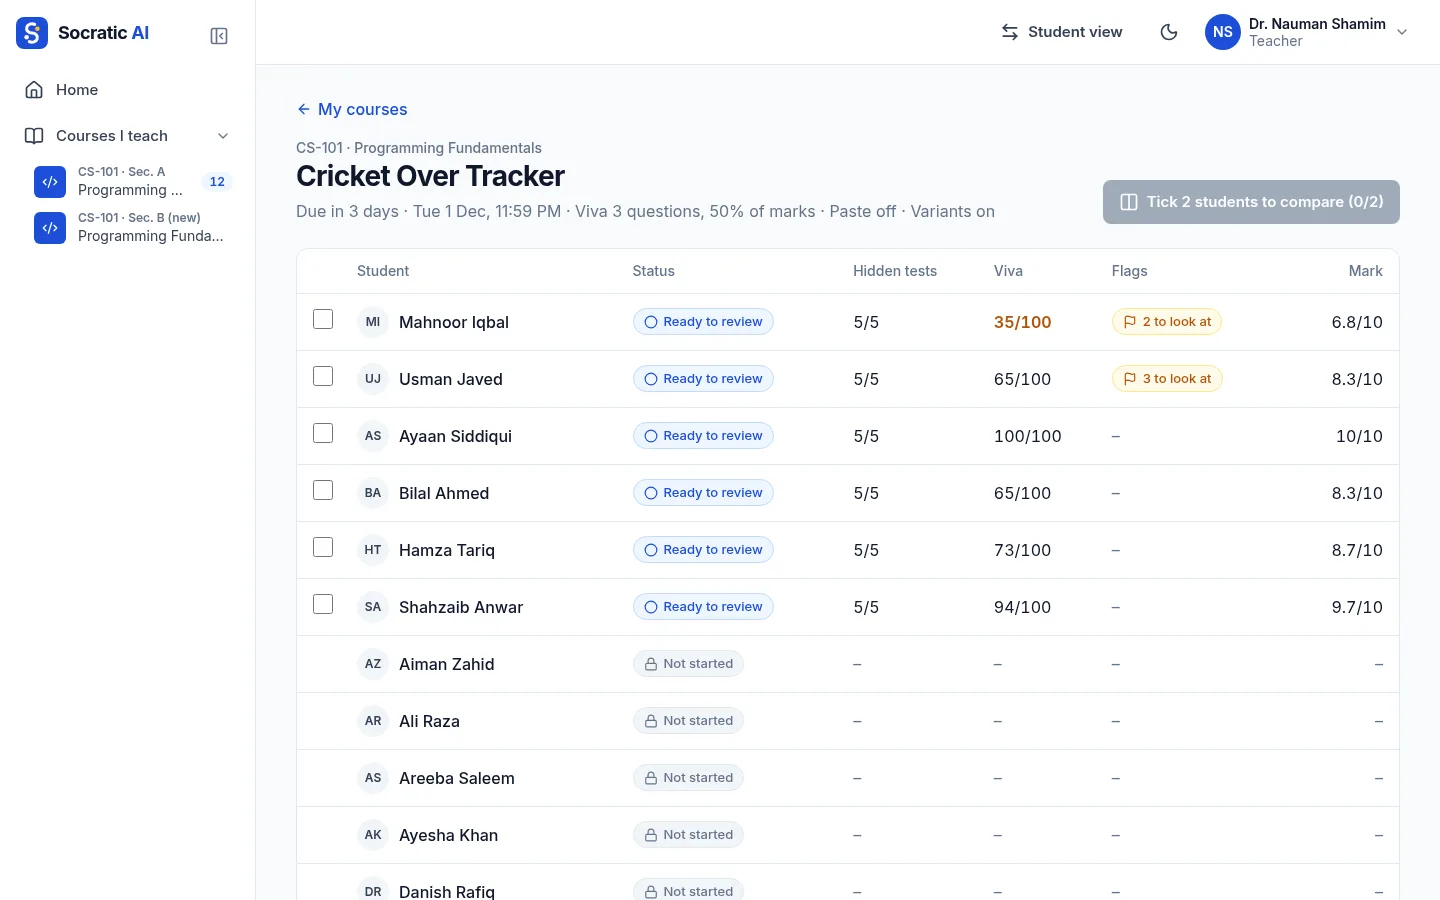 Socratic AI
Student view
NS
Dr. Nauman Shamim
Teacher
Home
Courses I teach
CS-101 · Sec. A
Programming ...
12
CS-101 · Sec. B (new)
Programming Funda...
← My courses
CS-101 · Programming Fundamentals
Cricket Over Tracker
Due in 3 days · Tue 1 Dec, 11:59 PM · Viva 3 questions, 50% of marks · Paste off · Variants on
Tick 2 students to compare (0/2)
Student Status Hidden tests Viva Flags Mark
MI Mahnoor Iqbal Ready to review 5/5 35/100 2 to look at 6.8/10
UJ Usman Javed Ready to review 5/5 65/100 3 to look at 8.3/10
AS Ayaan Siddiqui Ready to review 5/5 100/100 – 10/10
BA Bilal Ahmed Ready to review 5/5 65/100 – 8.3/10
HT Hamza Tariq Ready to review 5/5 73/100 – 8.7/10
SA Shahzaib Anwar Ready to review 5/5 94/100 – 9.7/10
AZ Aiman Zahid Not started – – – –
AR Ali Raza Not started – – – –
AS Areeba Saleem Not started – – – –
AK Ayesha Khan Not started – – – –
DR Danish Rafiq Not started – – – –